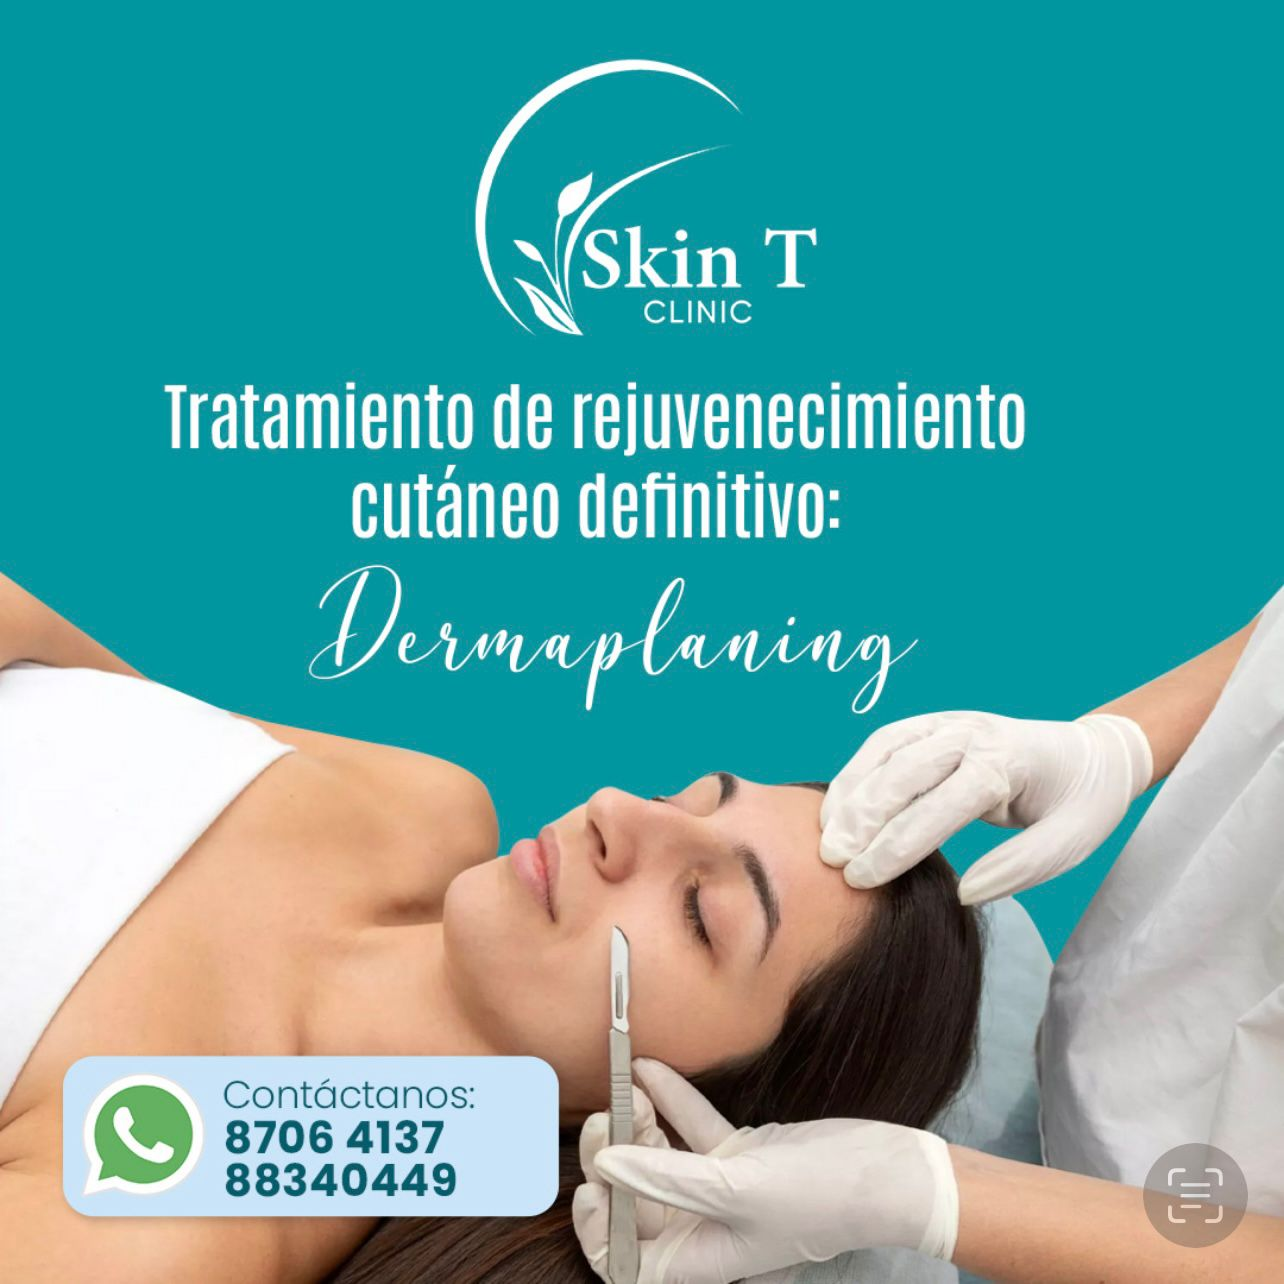 Skin T
CLINIC
Tratamiento de rejuvenecimiento
cutáneo definitivo:
Dermaplaning
Contáctanos:
8706 4137
88340449